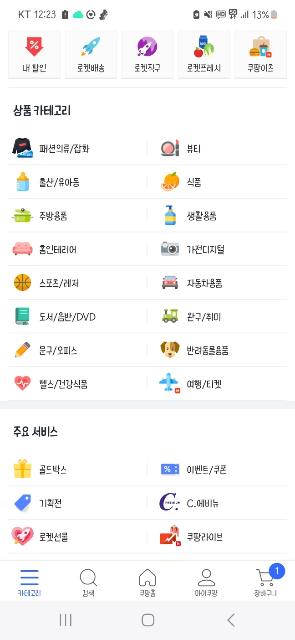 KT 12:23 13%
내 할인 로켓배송 로켓직구 로켓프레시 쿠팡이츠
상품 카테고리
패션의류/잡화 뷰티
출산/유아동 식품
주방용품 생활용품
홈인테리어 가전디지털
스포츠/레저 자동차용품
도서/음반/DVD 완구/취미
문구/오피스 반려동물용품
헬스/건강식품 여행/티켓
주요 서비스
골드박스 이벤트/쿠폰
기획전 C.에비뉴
로켓선물 쿠팡라이브
1
카테고리 검색 쿠팡홈 마이쿠팡 장바구니